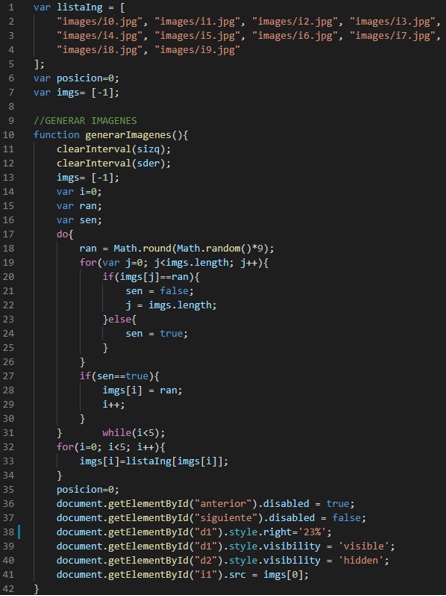 1 var listaIng = [
2 "images/i0.jpg", "images/i1.jpg", "images/i2.jpg", "images/i3.jpg",
3 "images/i4.jpg", "images/i5.jpg", "images/i6.jpg", "images/i7.jpg",
4 "images/i8.jpg", "images/i9.jpg"
5 ];
6 var posicion=0;
7 var imgs= [-1];
8
9 //GENERAR IMAGENES
10 function generarImagenes(){
11 clearInterval(sizq);
12 clearInterval(sder);
13 imgs= [-1];
14 var i=0;
15 var ran;
16 var sen;
17 do{
18 ran = Math.round(Math.random()*9);
19 for(var j=0; j<imgs.length; j++){
20 if(imgs[j]==ran){
21 sen = false;
22 j = imgs.length;
23 }else{
24 sen = true;
25 }
26 }
27 if(sen==true){
28 imgs[i] = ran;
29 i++;
30 }
31 } while(i<5);
32 for(i=0; i<5; i++){
33 imgs[i]=listaIng[imgs[i]];
34 }
35 posicion=0;
36 document.getElementById("anterior").disabled = true;
37 document.getElementById("siguiente").disabled = false;
38 document.getElementById("d1").style.right='23%';
39 document.getElementById("d1").style.visibility = 'visible';
40 document.getElementById("d2").style.visibility = 'hidden';
41 document.getElementById("i1").src = imgs[0];
42 }